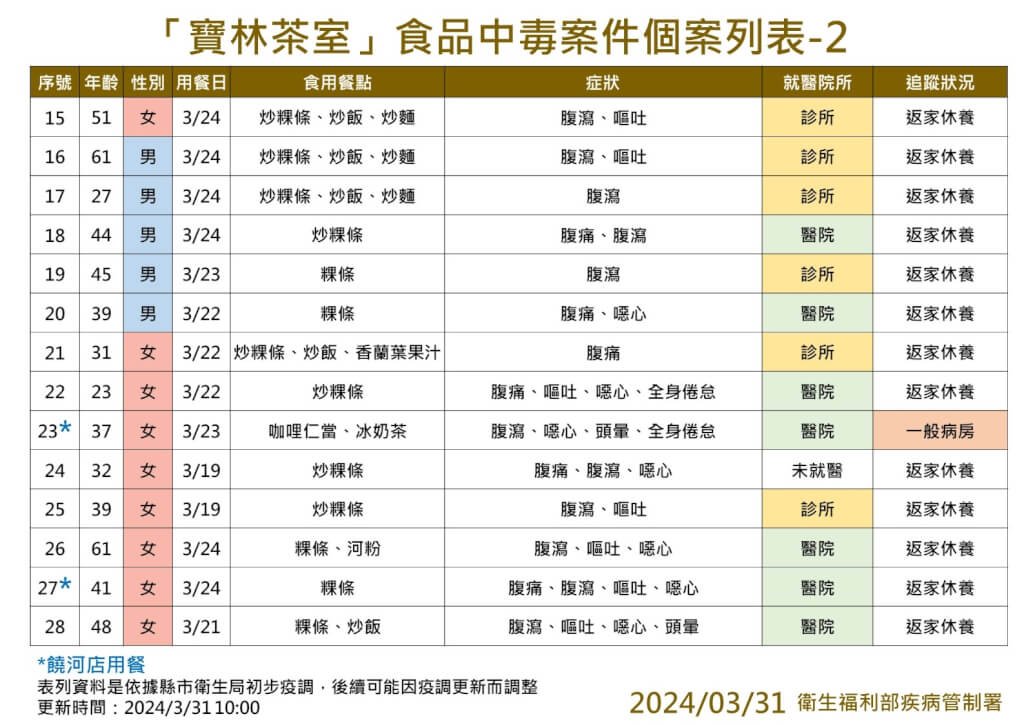 「寶林茶室」食品中毒案件個案列表-2
序號 年齡 性別 用餐日 食用餐點 症狀 就醫院所 追蹤狀況
15 51 女 3/24 炒粿條、炒飯、炒麵 腹瀉、嘔吐 診所 返家休養
16 61 男 3/24 炒粿條、炒飯、炒麵 腹瀉、嘔吐 診所 返家休養
17 27 男 3/24 炒粿條、炒飯、炒麵 腹瀉 診所 返家休養
18 44 男 3/24 炒粿條 腹痛、腹瀉 醫院 返家休養
19 45 男 3/23 粿條 腹瀉 診所 返家休養
20 39 男 3/22 粿條 腹痛、噁心 醫院 返家休養
21 31 女 3/22 炒粿條、炒飯、香蘭葉果汁 腹痛 診所 返家休養
22 23 女 3/22 炒粿條 腹痛、嘔吐、噁心、全身倦怠 醫院 返家休養
23* 37 女 3/23 咖哩仁當、冰奶茶 腹瀉、噁心、頭暈、全身倦怠 醫院 一般病房
24 32 女 3/19 炒粿條 腹痛、腹瀉、噁心 未就醫 返家休養
25 39 女 3/19 炒粿條 腹瀉、嘔吐 診所 返家休養
26 61 女 3/24 粿條、河粉 腹瀉、嘔吐、噁心 醫院 返家休養
27* 41 女 3/24 粿條 腹痛、腹瀉、嘔吐、噁心 醫院 返家休養
28 48 女 3/21 粿條、炒飯 腹瀉、嘔吐、噁心、頭暈 醫院 返家休養
*饒河店用餐
表列資料是依據縣市衛生局初步疫調，後續可能因疫調更新而調整
更新時間：2024/3/31 10:00
2024/03/31 衛生福利部疾病管制署